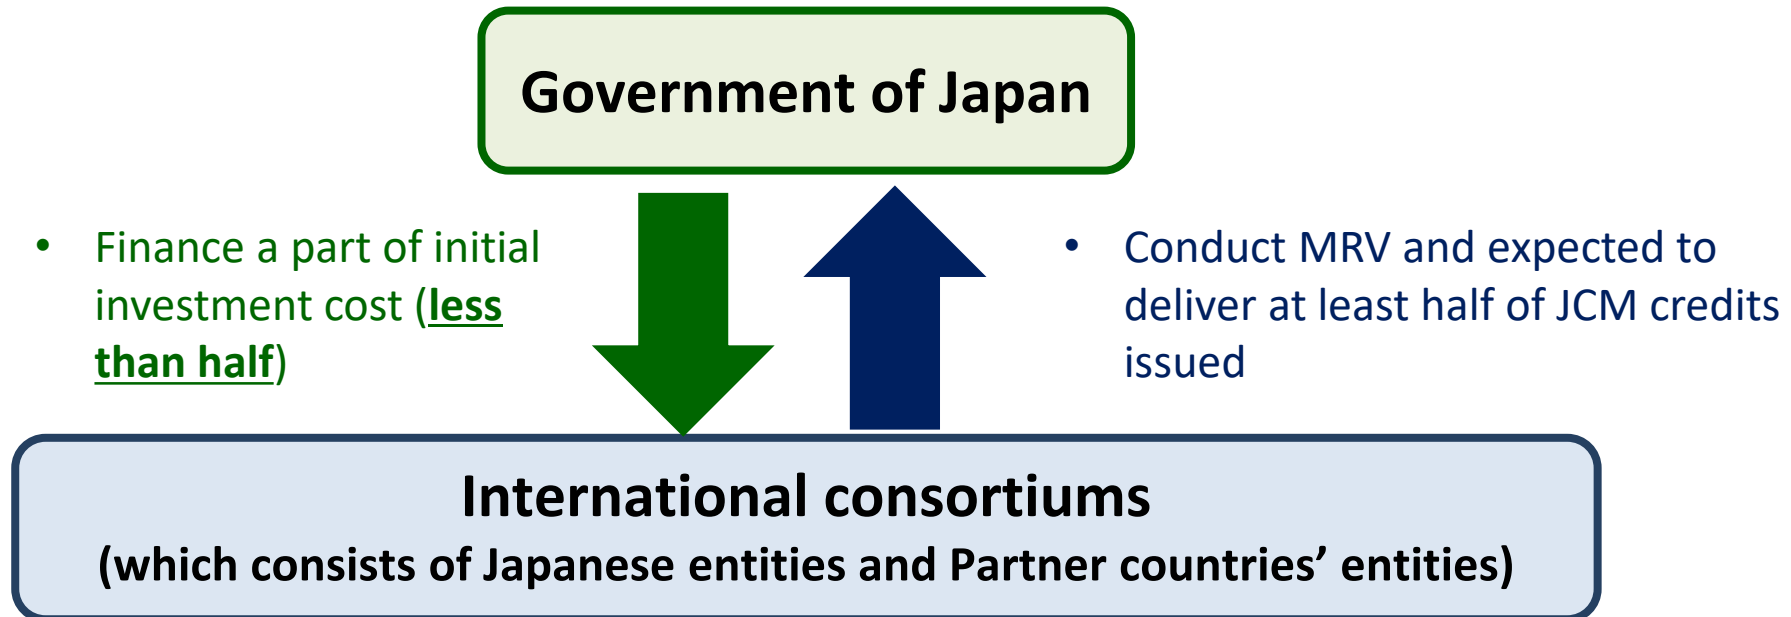 Government of Japan
• Finance a part of initial
investment cost (less
than half)
• Conduct MRV and expected to
deliver at least half of JCM credits
issued
International consortiums
(which consists of Japanese entities and Partner countries’ entities)